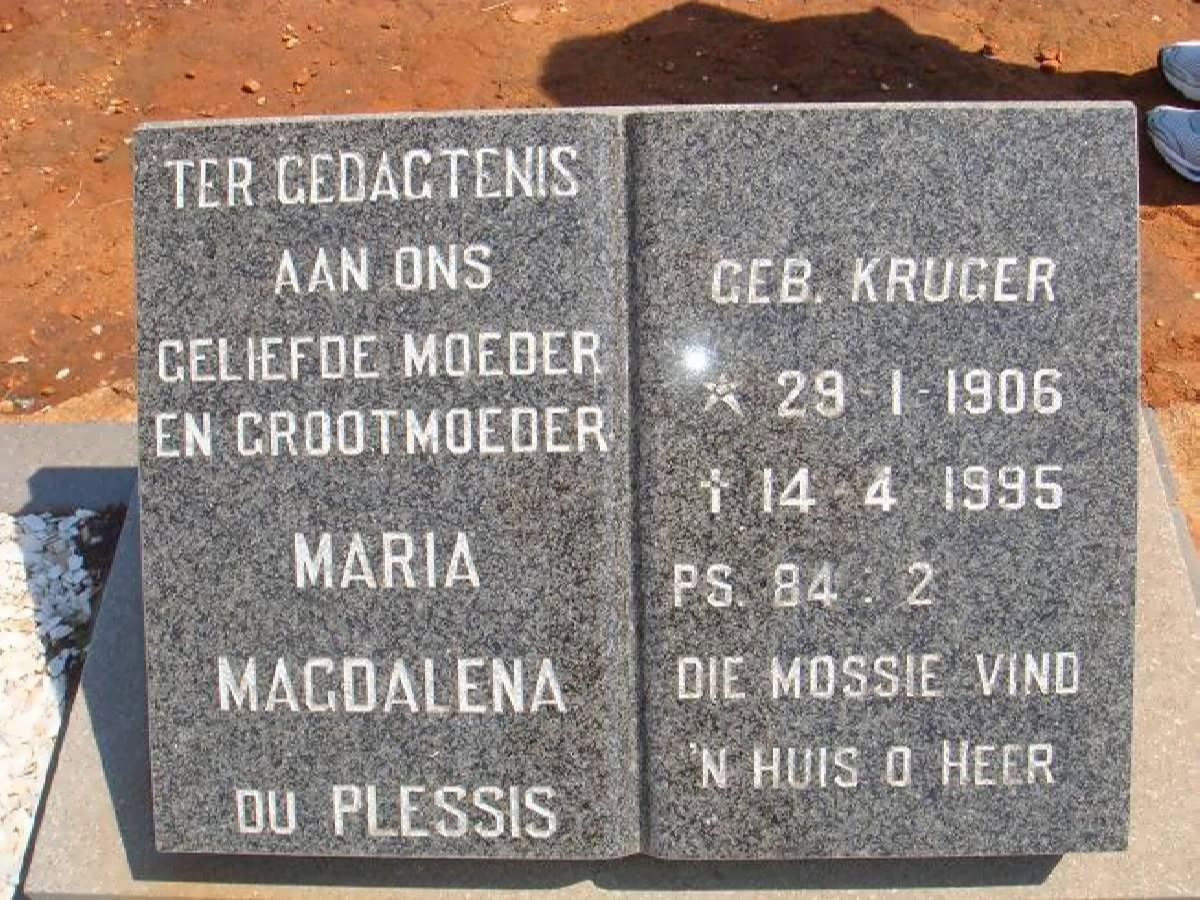 TER GEDAGTENIS
AAN ONS
GELIEFDE MOEDER
EN GROOTMOEDER
MARIA
MAGDALENA
DU PLESSIS
GEB. KRUGER
☆ 29-1-1906
† 14-4-1995
PS. 84 : 2
DIE MOSSIE VIND
'N HUIS O HEER